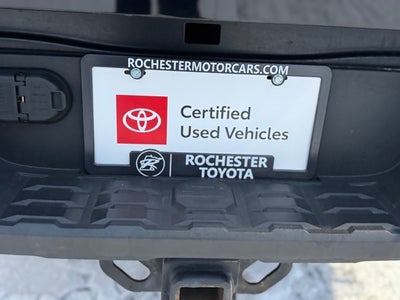 ROCHESTERMOTORCARS.COM
Certified
Used Vehicles
ROCHESTER
TOYOTA